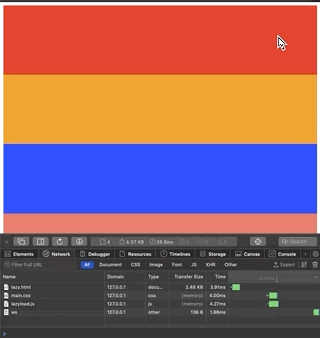 4 4.37 KB 26.6ms Search
Elements Network Debugger Resources Timelines Storage Canvas Console
Filter Full URL All Document CSS Image Font JS XHR Other Export
Name Domain Type Transfer Size Time
lazy.html 127.0.0.1 docu... 2.48 KB 3.91ms
main.css 127.0.0.1 css (memory) 4.00ms
lazyload.js 127.0.0.1 js (memory) 4.27ms
ws 127.0.0.1 other 136 B 1.98ms